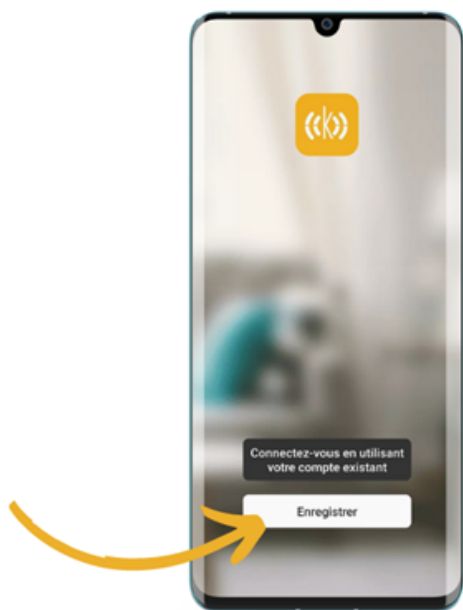 ((k))
Connectez-vous en utilisant
votre compte existant
Enregistrer